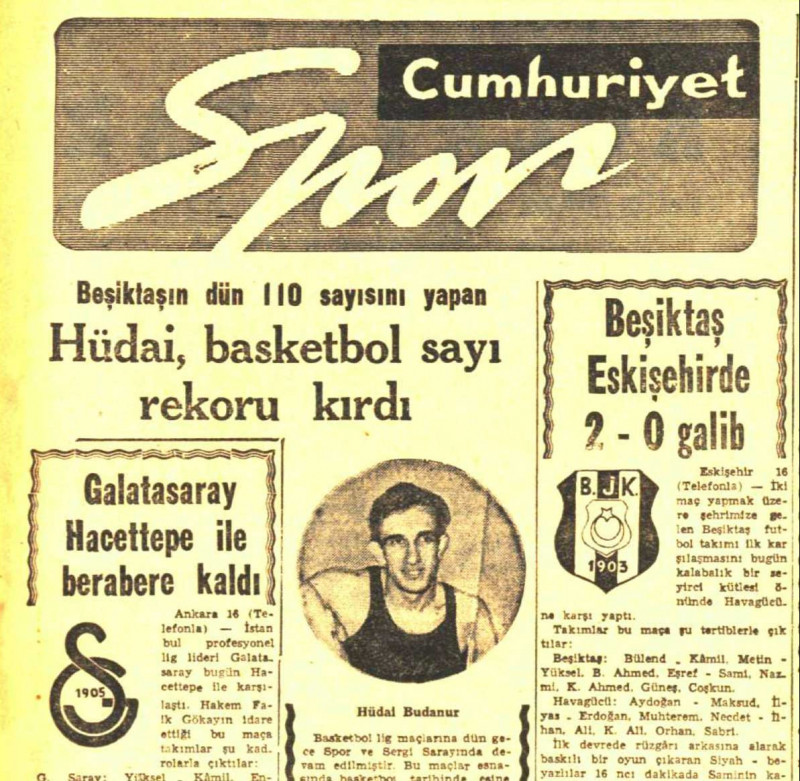 Cumhuriyet
Spor
Beşiktaşın dün 110 sayısını yapan
Hüdai, basketbol sayı
rekoru kırdı
Galatasaray
Hacettepe ile
berabere kaldı
1905
Ankara 16 (Te-
lefonla) — İstan
bul profesyonel
lig lideri Galata.
saray bugün Ha-
cettepe ile karşı-
laştı. Hakem Fa-
ik Gökayın idare
ettiği bu maça
takımlar şu kad.
rolarla çıktılar:
G. Saray: Yüksel - Kâmil, En-
Hüdai Budanur
Basketbol lig maçlarına dün ge-
ce Spor ve Sergi Sarayında de-
vam edilmiştir. Bu maçlar esna-
sında basketbol tarihinde eşine
Beşiktaş
Eskişehirde
2 - 0 galib
B. J. K.
1903
Eskişehir 16
(Telefonla) — İki
maç yapmak üze-
re şehrimize ge.
len Beşiktaş fut-
bol takımı ilk kar
şılaşmasını bugün
kalabalık bir se-
yirci kütlesi ö-
nünde Havagücü.
ne karşı yaptı.
Takımlar bu maça şu tertiblerle çık
tılar:
Beşiktaş: Bülend - Kâmil, Metin -
Yüksel, B. Ahmed, Eşref - Sami, Naz-
mi, K. Ahmed, Güneş, Coşkun.
Havagücü: Aydoğan - Maksud, İl-
yas - Erdoğan, Muhterem, Necdet - İl-
han, Ali, K. Ali, Orhan, Sabri.
İlk devrede rüzgârı arkasına alarak
baskılı bir oyun çıkaran Siyah - be-
yazlılar 16 ncı dakikada Saminin ka-